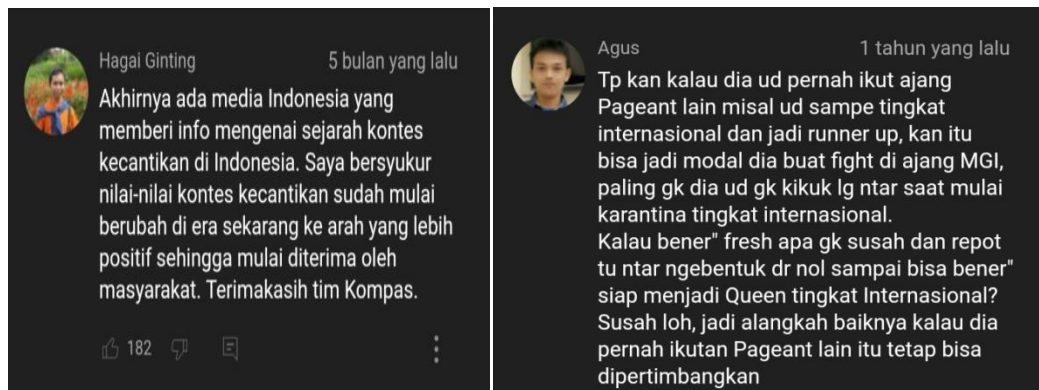 Hagai Ginting 5 bulan yang lalu
Akhirnya ada media Indonesia yang
memberi info mengenai sejarah kontes
kecantikan di Indonesia. Saya bersyukur
nilai-nilai kontes kecantikan sudah mulai
berubah di era sekarang ke arah yang lebih
positif sehingga mulai diterima oleh
masyarakat. Terimakasih tim Kompas.
182
Agus 1 tahun yang lalu
Tp kan kalau dia ud pernah ikut ajang
Pageant lain misal ud sampe tingkat
internasional dan jadi runner up, kan itu
bisa jadi modal dia buat fight di ajang MGI,
paling gk dia ud gk kikuk lg ntar saat mulai
karantina tingkat internasional.
Kalau bener" fresh apa gk susah dan repot
tu ntar ngebentuk dr nol sampai bisa bener"
siap menjadi Queen tingkat Internasional?
Susah loh, jadi alangkah baiknya kalau dia
pernah ikutan Pageant lain itu tetap bisa
dipertimbangkan